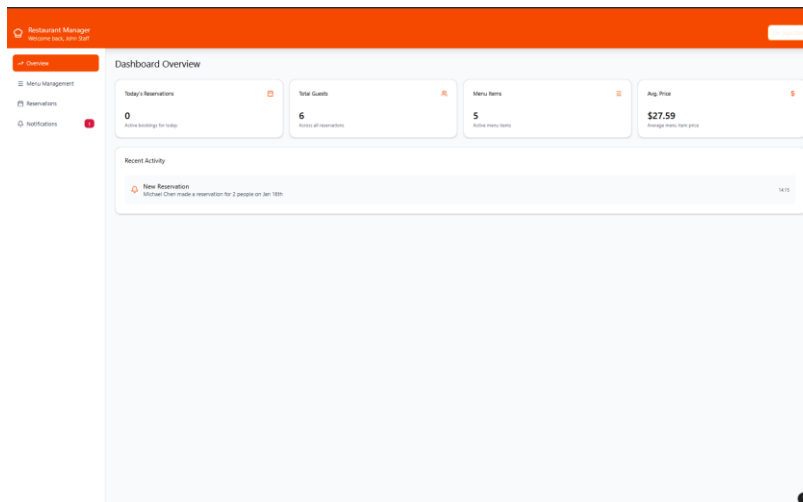 Restaurant Manager
Welcome back, John Staff
Overview
Menu Management
Reservations
Notifications
1
Dashboard Overview
Today's Reservations
0
Active bookings for today
Total Guests
6
Across all reservations
Menu Items
5
Active menu items
Avg. Price
$27.59
Average menu item price
Recent Activity
New Reservation
Michael Chen made a reservation for 2 people on Jan 18th
14:15